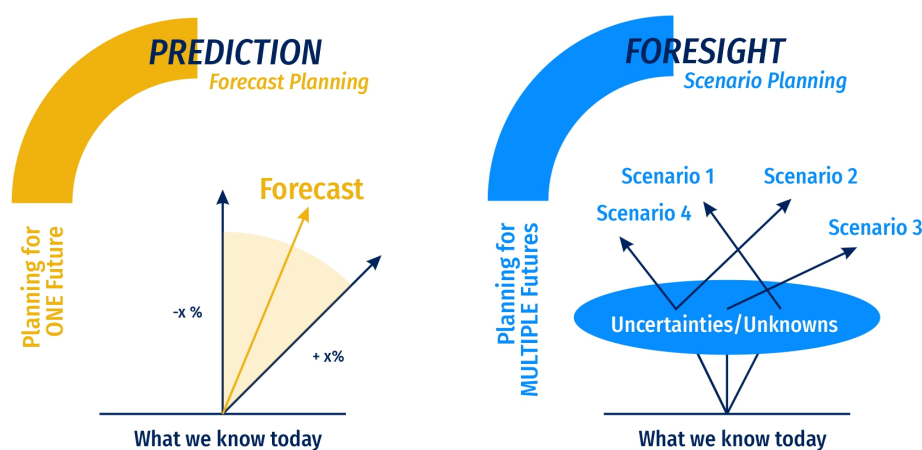 PREDICTION
Forecast Planning
Planning for
ONE Future
Forecast
-x %
+ x%
What we know today
FORESIGHT
Scenario Planning
Planning for
MULTIPLE Futures
Scenario 1
Scenario 2
Scenario 4
Scenario 3
Uncertainties/Unknowns
What we know today